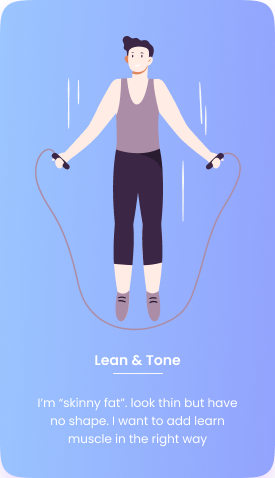 Lean & Tone
I'm "skinny fat". look thin but have
no shape. I want to add learn
muscle in the right way